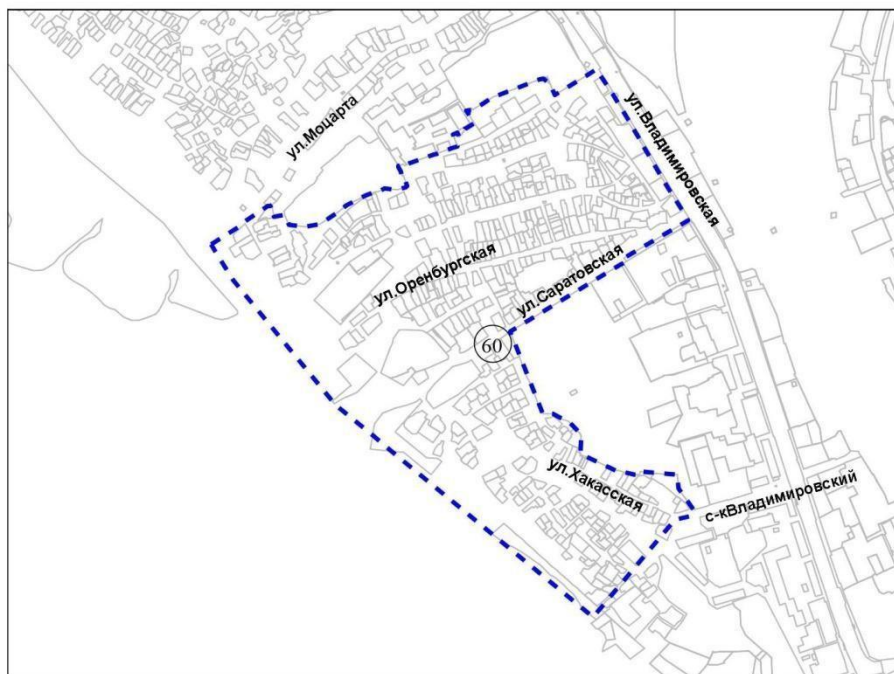 ул.Моцарта
ул.Владимировская
ул.Оренбургская
ул.Саратовская
60
ул.Хакасская
с-кВладимировский